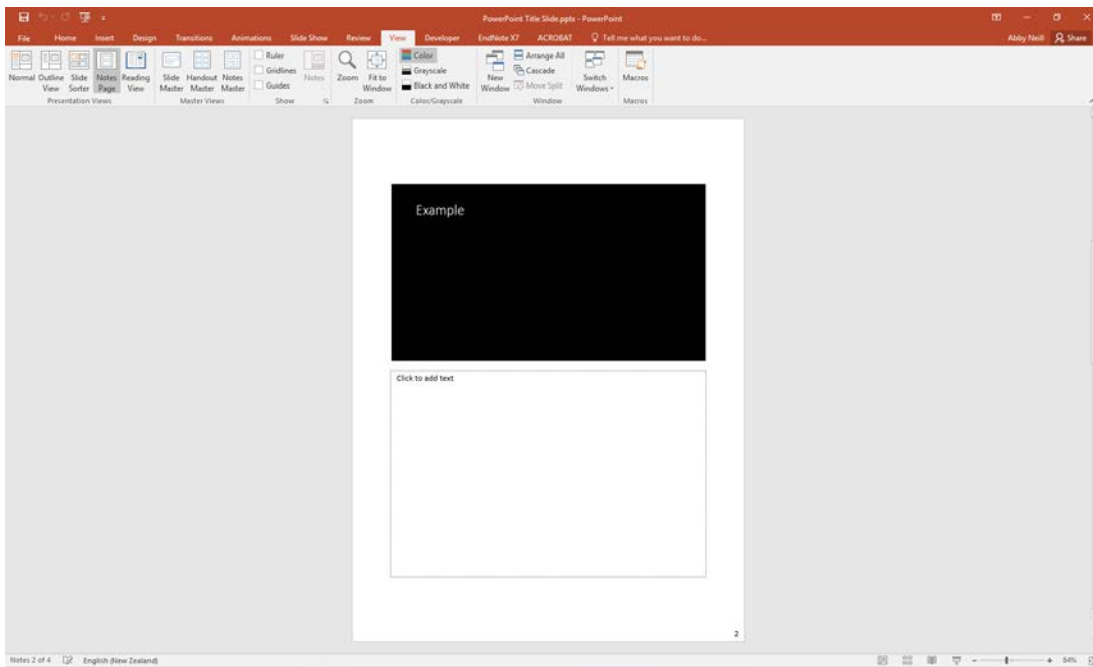 PowerPoint Title Slide.pptx - PowerPoint
File Home Insert Design Transitions Animations Slide Show Review View Developer EndNote X7 ACROBAT Tell me what you want to do... Abby Neill Share
Normal Outline View Slide Sorter Notes Page Reading View
Presentation Views
Slide Master Handout Master Notes Master
Master Views
Ruler
Gridlines
Guides
Notes
Show
Zoom Fit to Window
Zoom
Color
Grayscale
Black and White
Color/Grayscale
New Window
Arrange All
Cascade
Move Split
Switch Windows
Window
Macros
Macros
Example
Click to add text
2
Notes 2 of 4 English (New Zealand) 84%